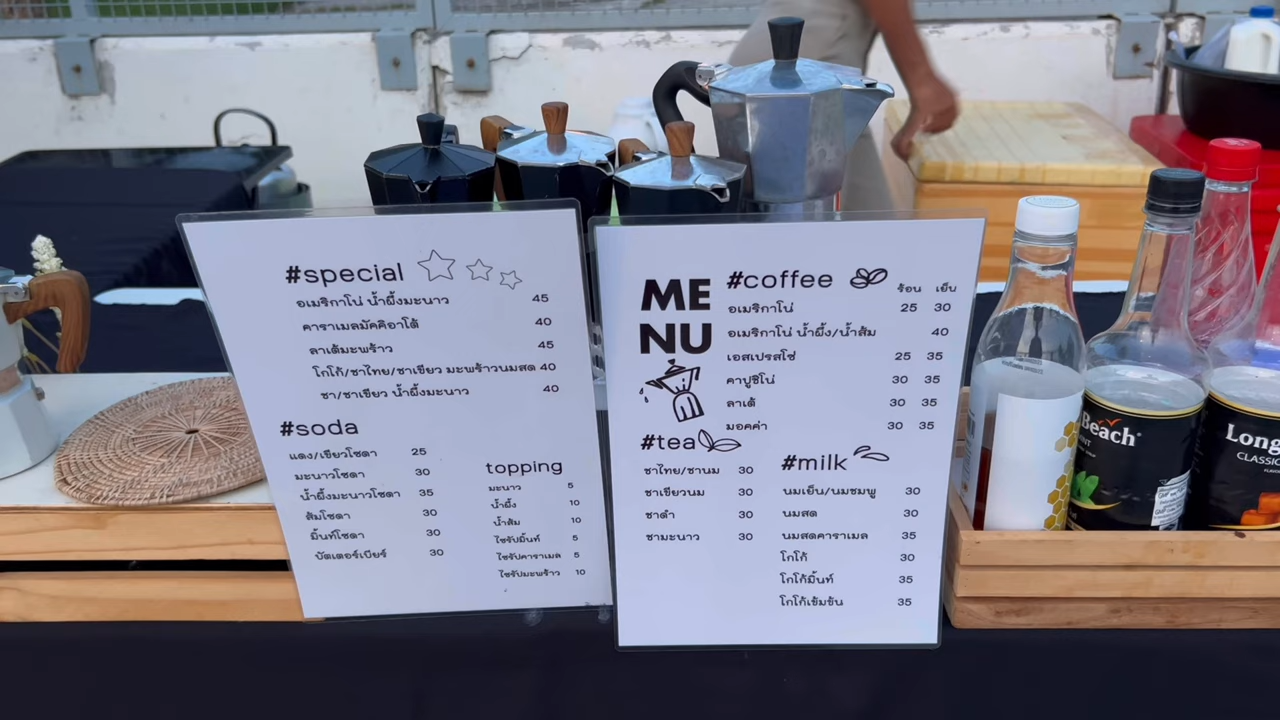 #special
อเมริกาโน่ น้ำผึ้งมะนาว 45
คาราเมลมัคคิอาโต้ 40
ลาเต้มะพร้าว 45
โกโก้/ชาไทย/ชาเขียว มะพร้าวนมสด 40
ชา/ชาเขียว น้ำผึ้งมะนาว 40
#soda
แดง/เขียวโซดา 25
มะนาวโซดา 30
น้ำผึ้งมะนาวโซดา 35
ส้มโซดา 30
มิ้นท์โซดา 30
บัตเตอร์เบียร์ 30
topping
มะนาว 5
น้ำผึ้ง 10
น้ำส้ม 10
ไซรัปมิ้นท์ 5
ไซรัปคาราเมล 5
ไซรัปมะพร้าว 10
ME
NU
#coffee ร้อน เย็น
อเมริกาโน่ 25 30
อเมริกาโน่ น้ำผึ้ง/น้ำส้ม 40
เอสเปรสโซ่ 25 35
คาปูชิโน่ 30 35
ลาเต้ 30 35
มอคค่า 30 35
#tea
ชาไทย/ชานม 30
ชาเขียวนม 30
ชาดำ 30
ชามะนาว 30
#milk
นมเย็น/นมชมพู 30
นมสด 30
นมสดคาราเมล 35
โกโก้ 30
โกโก้มิ้นท์ 35
โกโก้เข้มข้น 35
Beach
Long
CLASSIC